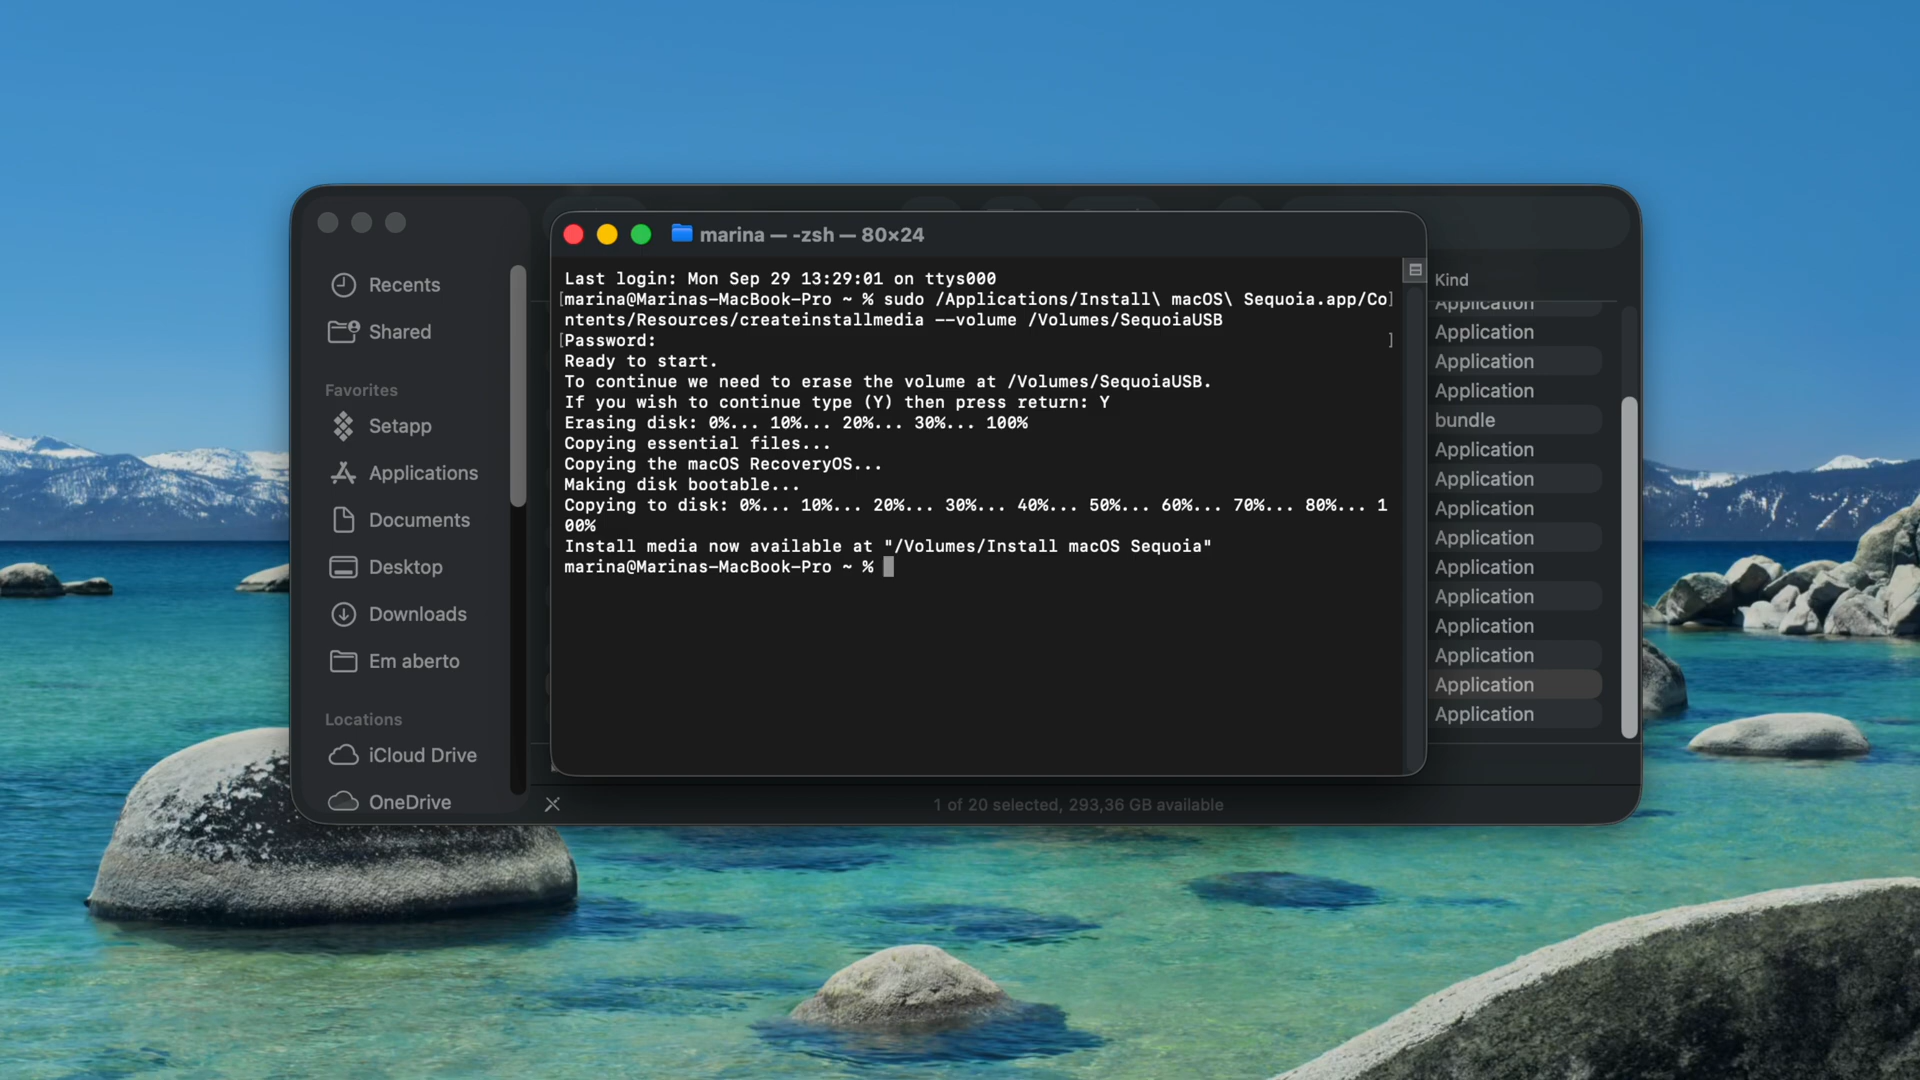 marina — -zsh — 80×24
Last login: Mon Sep 29 13:29:01 on ttys000
[marina@Marinas-MacBook-Pro ~ % sudo /Applications/Install\ macOS\ Sequoia.app/Co]
ntents/Resources/createinstallmedia --volume /Volumes/SequoiaUSB
[Password: ]
Ready to start.
To continue we need to erase the volume at /Volumes/SequoiaUSB.
If you wish to continue type (Y) then press return: Y
Erasing disk: 0%... 10%... 20%... 30%... 100%
Copying essential files...
Copying the macOS RecoveryOS...
Making disk bootable...
Copying to disk: 0%... 10%... 20%... 30%... 40%... 50%... 60%... 70%... 80%... 1
00%
Install media now available at "/Volumes/Install macOS Sequoia"
marina@Marinas-MacBook-Pro ~ %
Recents
Shared
Favorites
Setapp
Applications
Documents
Desktop
Downloads
Em aberto
Locations
iCloud Drive
OneDrive
Kind
Application
Application
Application
Application
bundle
Application
Application
Application
Application
Application
Application
Application
Application
Application
Application
1 of 20 selected, 293,36 GB available